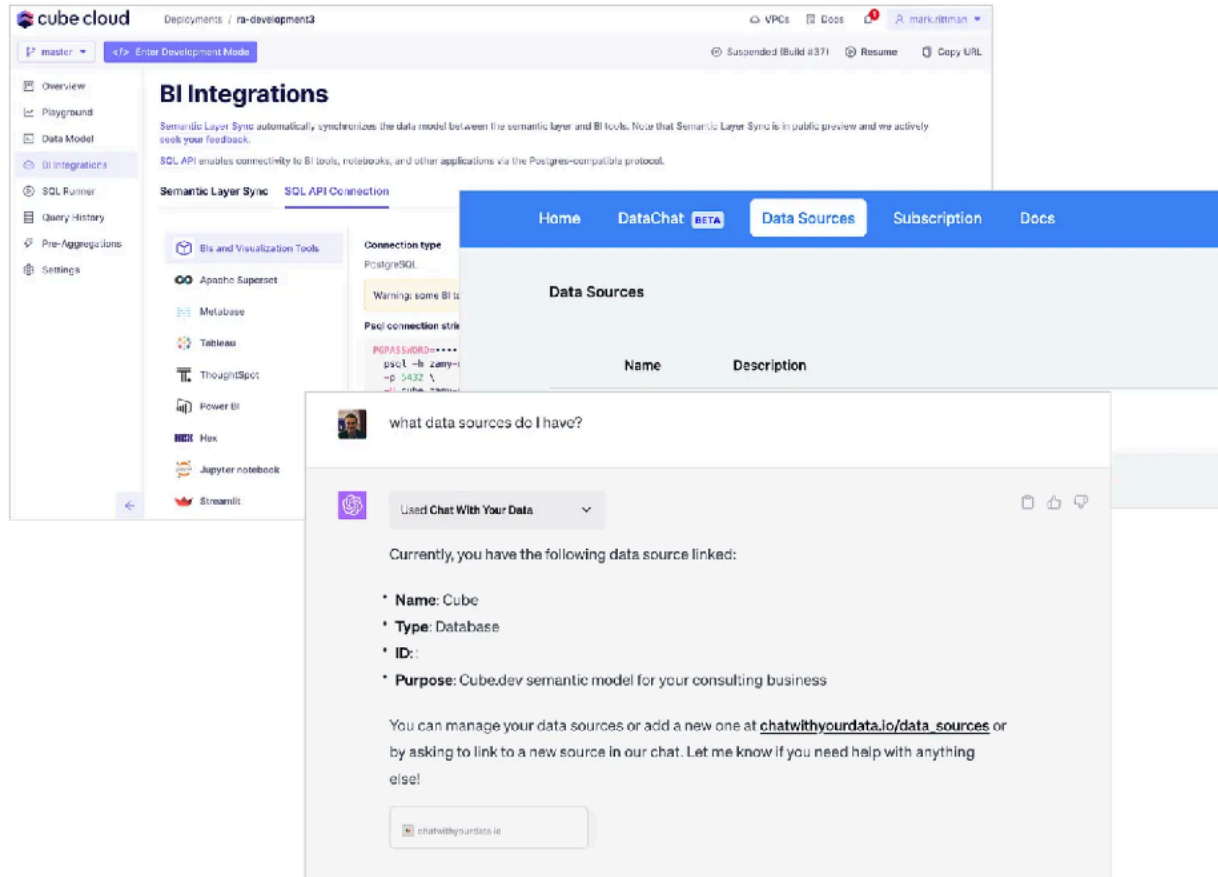 cube cloud
Deployments / ra-development3
VPCs
Docs
mark.rittman
master
</> Enter Development Mode
Suspended (Build #37)
Resume
Copy URL
Overview
Playground
Data Model
BI Integrations
SQL Runner
Query History
Pre-Aggregations
Settings
BI Integrations
Semantic Layer Sync automatically synchronizes the data model between the semantic layer and BI tools. Note that Semantic Layer Sync is in public preview and we actively
seek your feedback.
SQL API enables connectivity to BI tools, notebooks, and other applications via the Postgres-compatible protocol.
Semantic Layer Sync
SQL API Connection
BIs and Visualization Tools
Apache Superset
Metabase
Tableau
ThoughtSpot
Power BI
HEX Hex
Jupyter notebook
Streamlit
Connection type
PostgreSQL
Warning: some BI
Psql connection
PGPASSWORD=••••
psql -h
-p 5432 \
Home
DataChat BETA
Data Sources
Subscription
Docs
Data Sources
Name
Description
what data sources do I have?
Used Chat With Your Data
Currently, you have the following data source linked:
• Name: Cube
• Type: Database
• ID: :
• Purpose: Cube.dev semantic model for your consulting business
You can manage your data sources or add a new one at chatwithyourdata.io/data_sources or
by asking to link to a new source in our chat. Let me know if you need help with anything
else!
chatwithyourdata.io